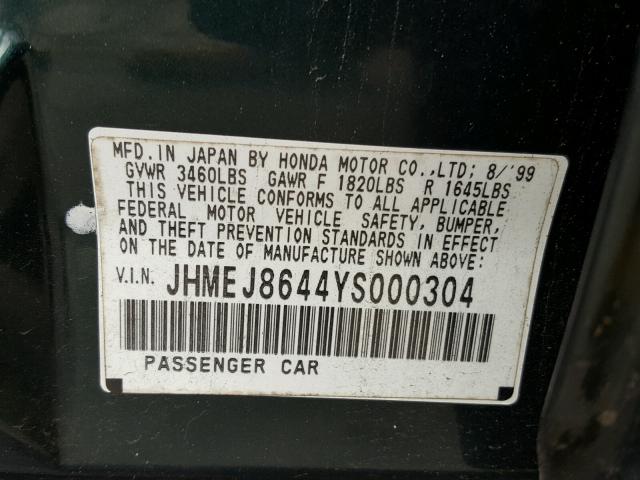 MFD. IN JAPAN BY HONDA MOTOR CO.,LTD; 8/'99
GVWR 3460LBS GAWR F 1820LBS R 1645LBS
THIS VEHICLE CONFORMS TO ALL APPLICABLE
FEDERAL MOTOR VEHICLE SAFETY, BUMPER,
AND THEFT PREVENTION STANDARDS IN EFFECT
ON THE DATE OF MANUFACTURE SHOWN ABOVE.
V.I.N. JHMEJ8644YS000304
PASSENGER CAR